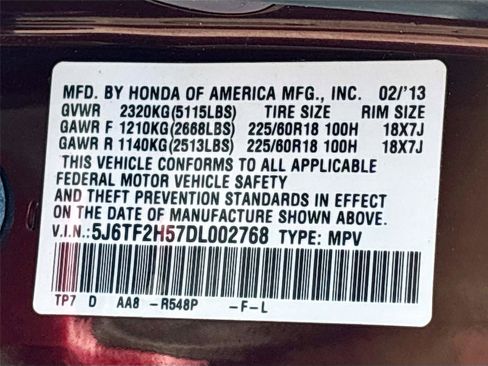 MFD. BY HONDA OF AMERICA MFG., INC. 02/'13
GVWR 2320KG(5115LBS) TIRE SIZE RIM SIZE
GAWR F 1210KG(2668LBS) 225/60R18 100H 18X7J
GAWR R 1140KG(2513LBS) 225/60R18 100H 18X7J
THIS VEHICLE CONFORMS TO ALL APPLICABLE
FEDERAL MOTOR VEHICLE SAFETY
AND THEFT PREVENTION STANDARDS IN EFFECT
ON THE DATE OF MANUFACTURE SHOWN ABOVE.
V.I.N.:5J6TF2H57DL002768 TYPE: MPV
TP7 D AA8 -R548P -F-L